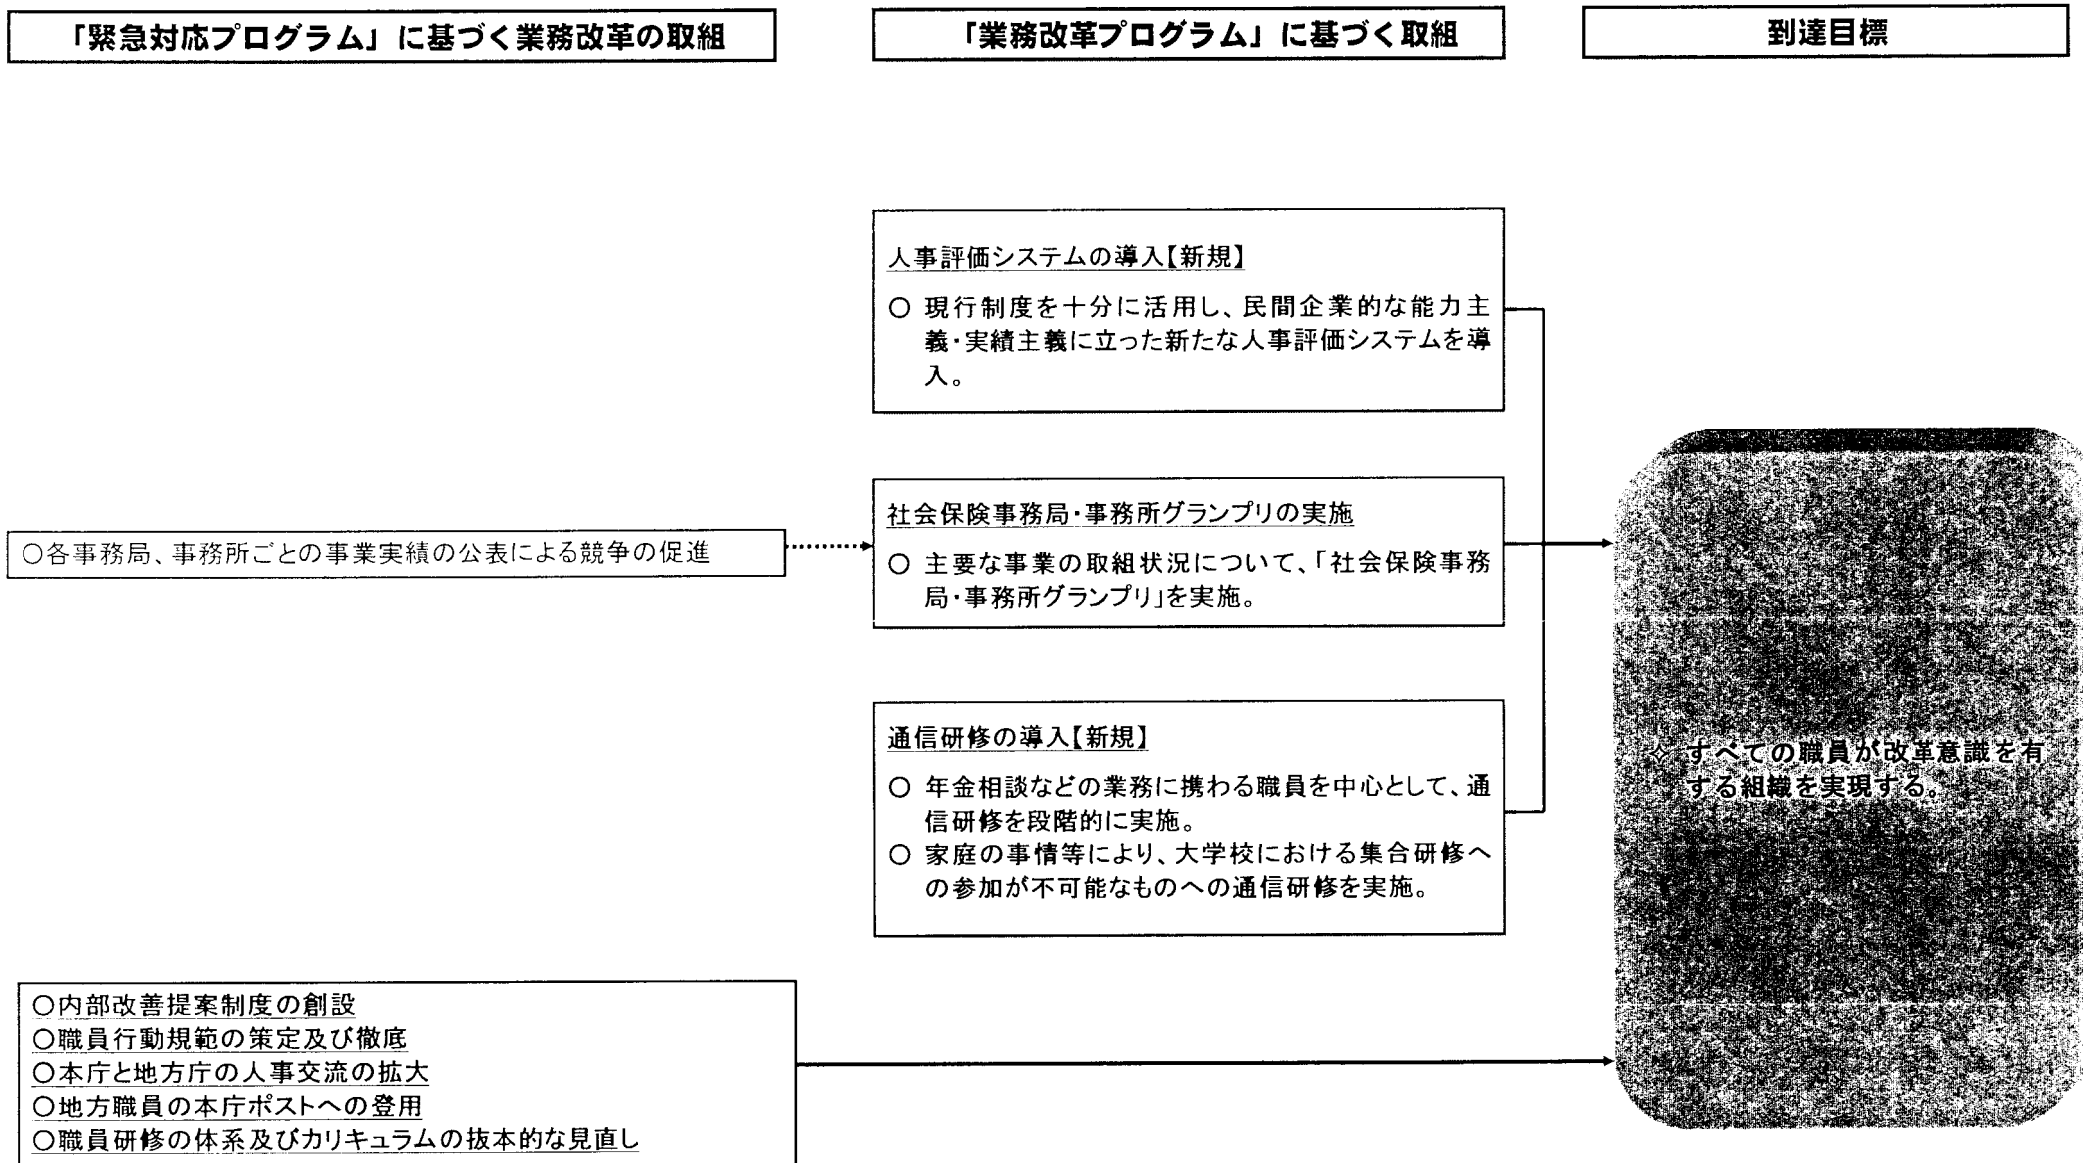 「緊急対応プログラム」に基づく業務改革の取組
「業務改革プログラム」に基づく取組
到達目標
人事評価システムの導入【新規】
○ 現行制度を十分に活用し、民間企業的な能力主
義・実績主義に立った新たな人事評価システムを導
入。
○各事務局、事務所ごとの事業実績の公表による競争の促進
社会保険事務局・事務所グランプリの実施
○ 主要な事業の取組状況について、「社会保険事務
局・事務所グランプリ」を実施。
通信研修の導入【新規】
○ 年金相談などの業務に携わる職員を中心として、通
信研修を段階的に実施。
○ 家庭の事情等により、大学校における集合研修へ
の参加が不可能なものへの通信研修を実施。
◇ すべての職員が改革意識を有
する組織を実現する。
○内部改善提案制度の創設
○職員行動規範の策定及び徹底
○本庁と地方庁の人事交流の拡大
○地方職員の本庁ポストへの登用
○職員研修の体系及びカリキュラムの抜本的な見直し